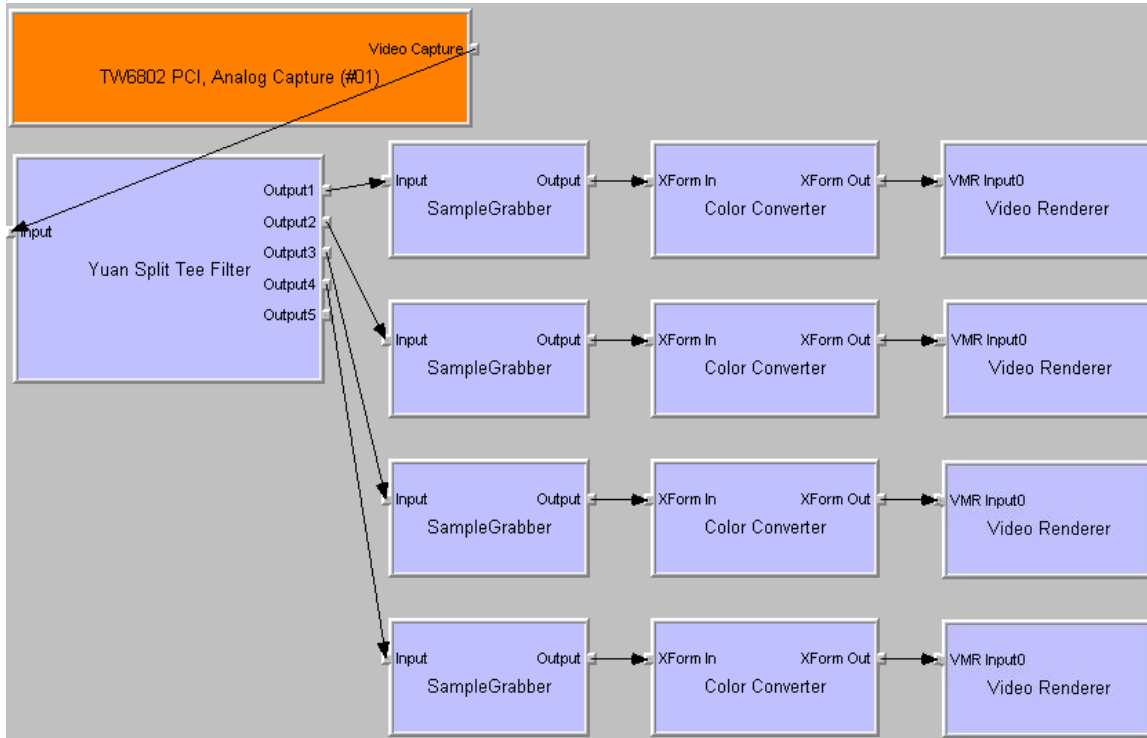 Video Capture
TW6802 PCI, Analog Capture (#01)
Input
Output1
Output2
Output3
Output4
Output5
Yuan Split Tee Filter
Input
Output
SampleGrabber
XForm In
XForm Out
Color Converter
VMR Input0
Video Renderer
Input
Output
SampleGrabber
XForm In
XForm Out
Color Converter
VMR Input0
Video Renderer
Input
Output
SampleGrabber
XForm In
XForm Out
Color Converter
VMR Input0
Video Renderer
Input
Output
SampleGrabber
XForm In
XForm Out
Color Converter
VMR Input0
Video Renderer